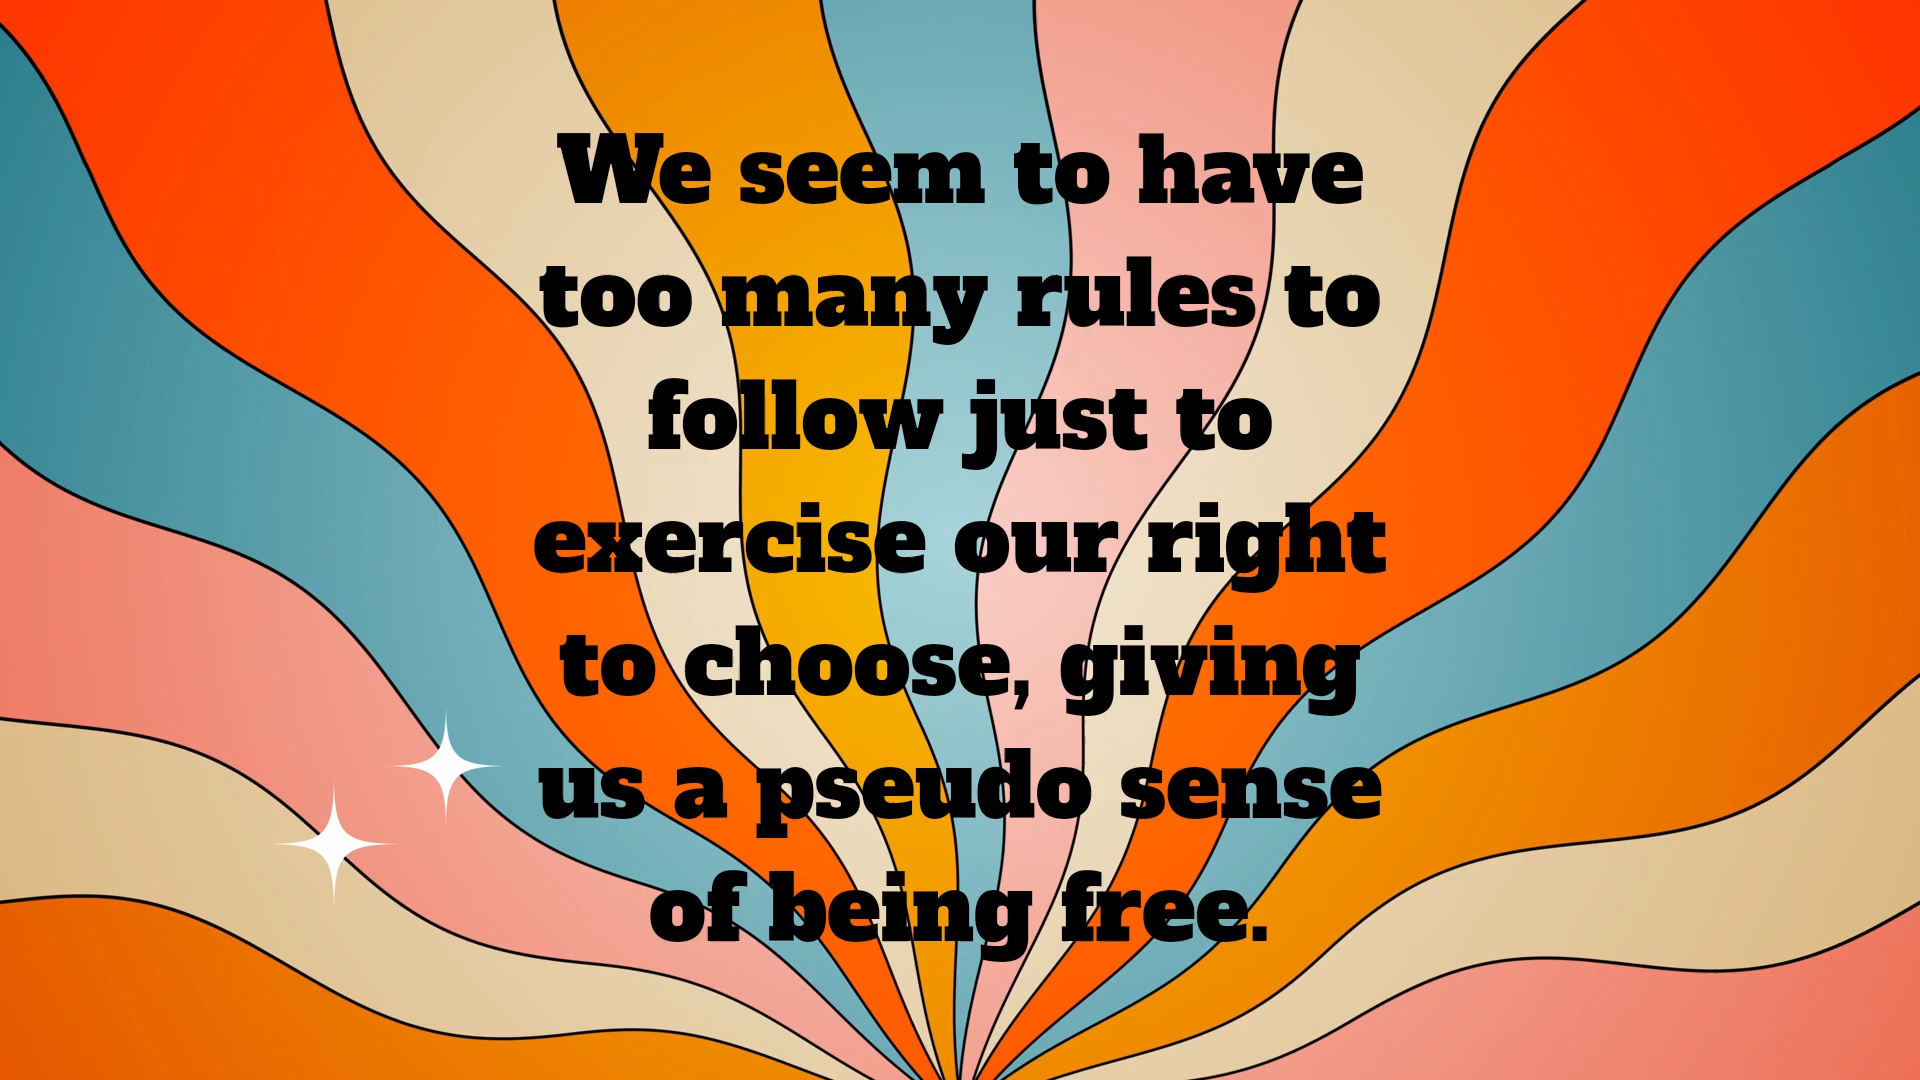 We seem to have
too many rules to
follow just to
exercise our right
to choose, giving
us a pseudo sense
of being free.